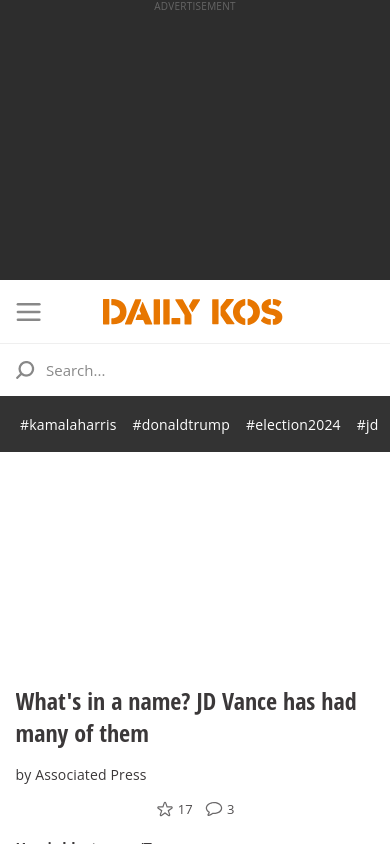 ADVERTISEMENT
DAILY KOS
Search...
#kamalaharris #donaldtrump #election2024 #jd
What's in a name? JD Vance has had
many of them
by Associated Press
17 3